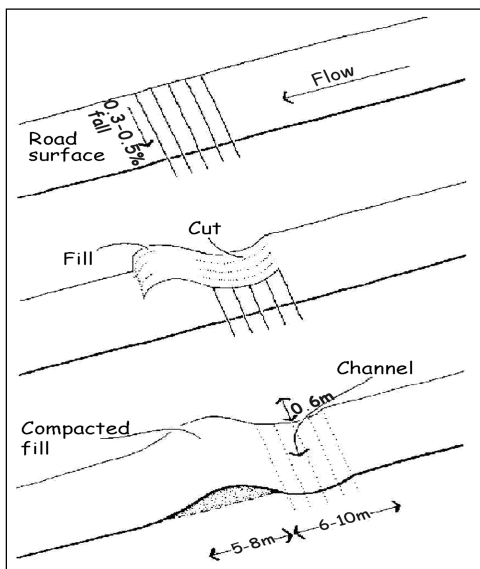 Flow
0.3-0.5%
fall
Road
surface
Cut
Fill
Channel
0.6m
Compacted
fill
5-8m
6-10m